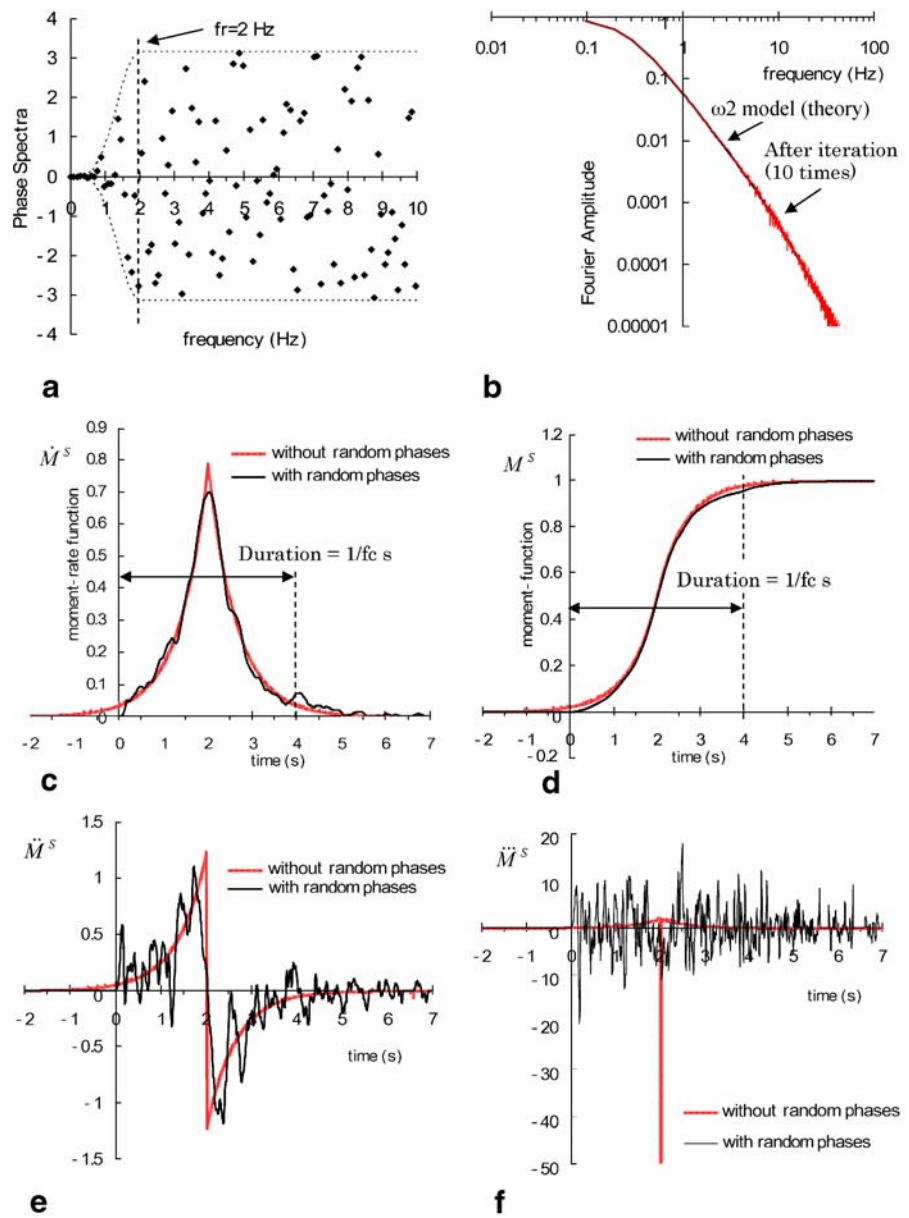 4
3
2
1
0
-1
-2
-3
-4
Phase Spectra
fr=2 Hz
0 1 2 3 4 5 6 7 8 9 10
frequency (Hz)
a
0.01 0.1 1 10 100
frequency (Hz)
0.1
0.01
0.001
0.0001
0.00001
Fourier Amplitude
ω2 model (theory)
After iteration
(10 times)
b
0.9
0.8
0.7
0.6
0.5
0.4
0.3
0.2
0.1
0
Ṁ S
moment- rate function
without random phases
with random phases
Duration = 1/fc s
-2 -1 0 1 2 3 4 5 6 7
time (s)
c
1.2
1
0.8
0.6
0.4
0.2
0
-0.2
M S
moment- function
without random phases
with random phases
Duration = 1/fc s
-2 -1 0 1 2 3 4 5 6 7
time (s)
d
1.5
1
0.5
0
-0.5
-1
-1.5
M̈ S
without random phases
with random phases
-2 -1 0 1 2 3 4 5 6 7
time (s)
e
20
10
0
-10
-20
-30
-40
-50
M⃛ S
-2 -1 0 1 2 3 4 5 6 7
time (s)
without random phases
with random phases
f